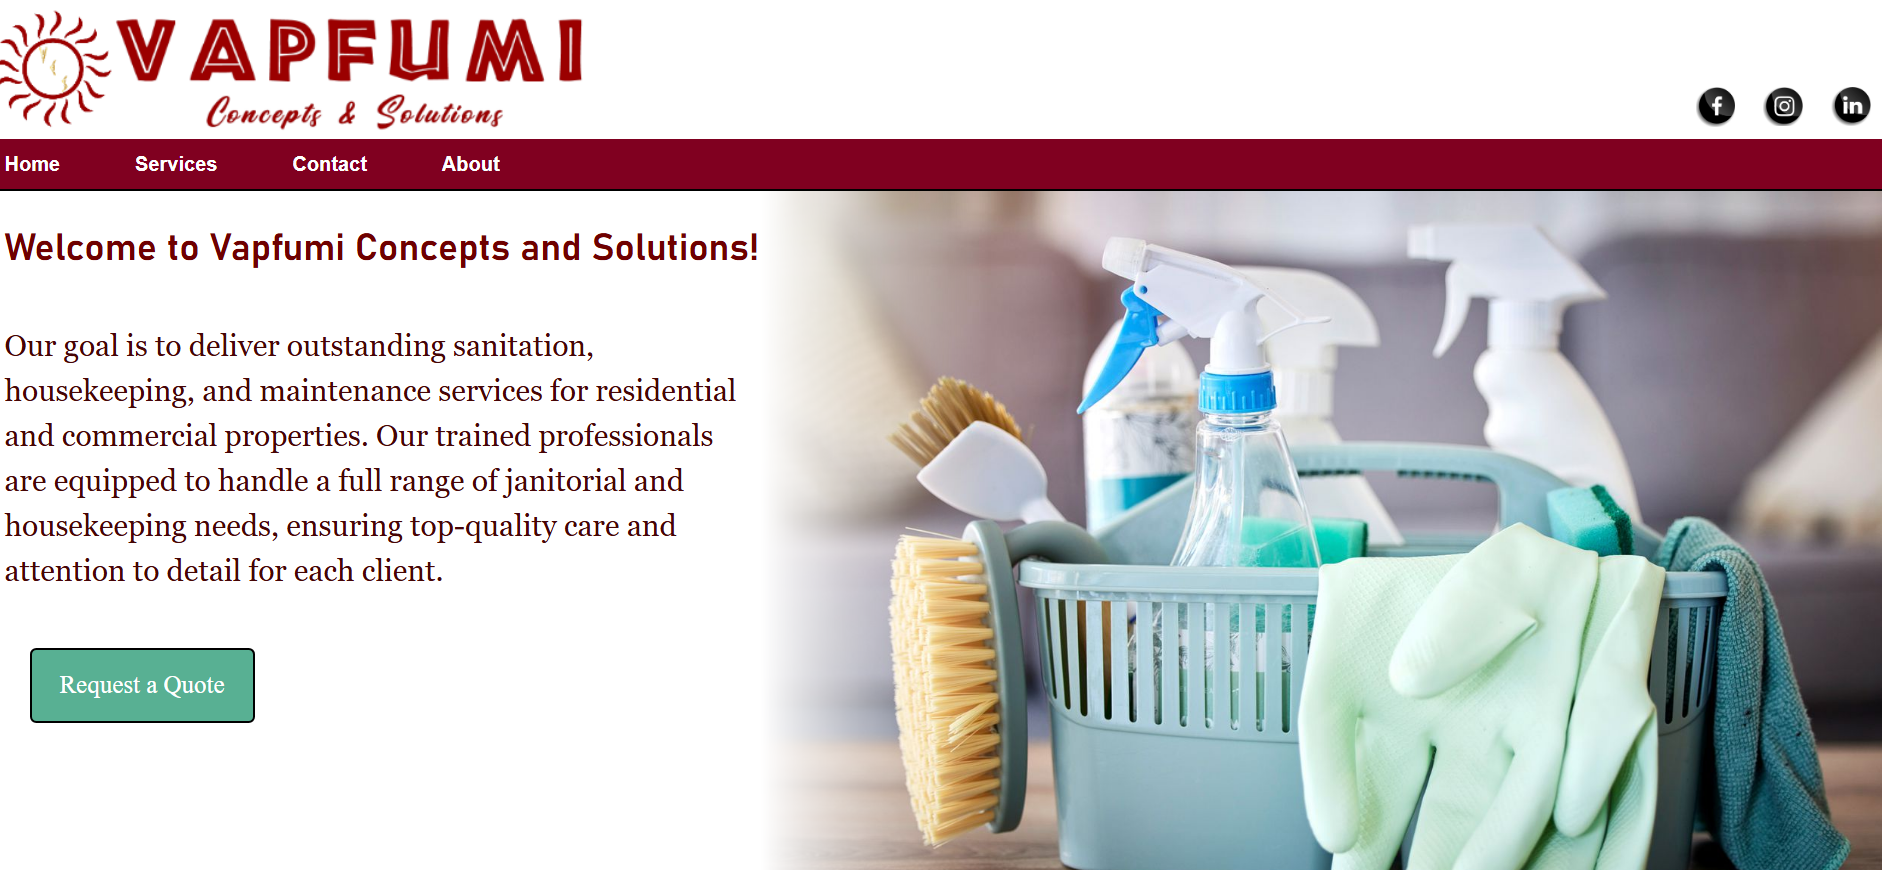 VAPFUMI
Concepts & Solutions
Home Services Contact About
Welcome to Vapfumi Concepts and Solutions!
Our goal is to deliver outstanding sanitation,
housekeeping, and maintenance services for residential
and commercial properties. Our trained professionals
are equipped to handle a full range of janitorial and
housekeeping needs, ensuring top-quality care and
attention to detail for each client.
Request a Quote